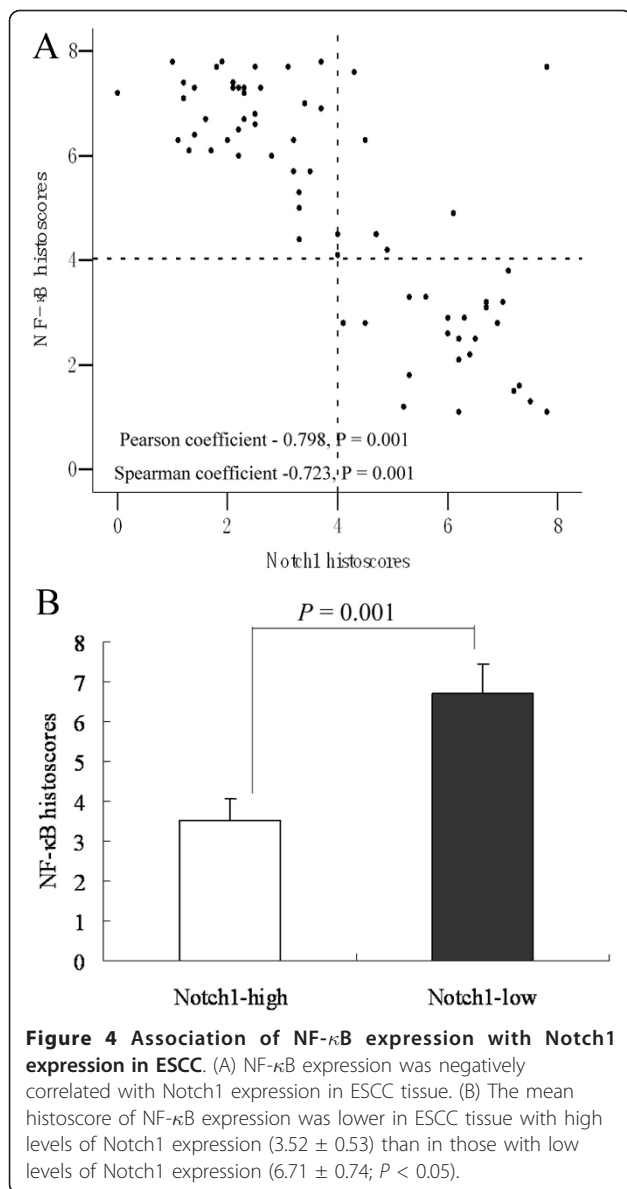 A
NF-κB histoscores
8
6
4
2
0
Pearson coefficient - 0.798, P = 0.001
Spearman coefficient -0.723, P = 0.001
0 2 4 6 8
Notch1 histoscores
B
P = 0.001
NF-κB histoscores
8
7
6
5
4
3
2
1
0
Notch1-high Notch1-low
Figure 4 Association of NF-κB expression with Notch1
expression in ESCC. (A) NF-κB expression was negatively
correlated with Notch1 expression in ESCC tissue. (B) The mean
histoscore of NF-κB expression was lower in ESCC tissue with high
levels of Notch1 expression (3.52 ± 0.53) than in those with low
levels of Notch1 expression (6.71 ± 0.74; P < 0.05).